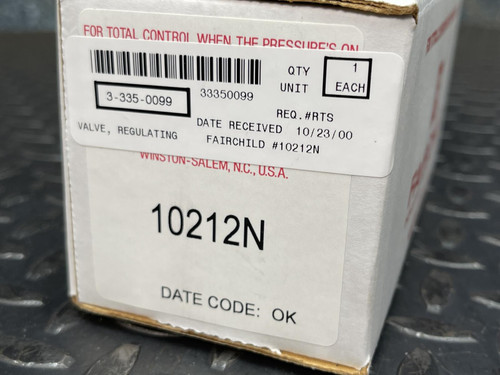 FOR TOTAL CONTROL WHEN THE PRESSURE'S ON
QTY 1
UNIT EACH
3-335-0099 33350099
REQ.#RTS
DATE RECEIVED 10/23/00
VALVE, REGULATING
FAIRCHILD #10212N
WINSTON-SALEM, N.C., U.S.A.
10212N
DATE CODE: OK